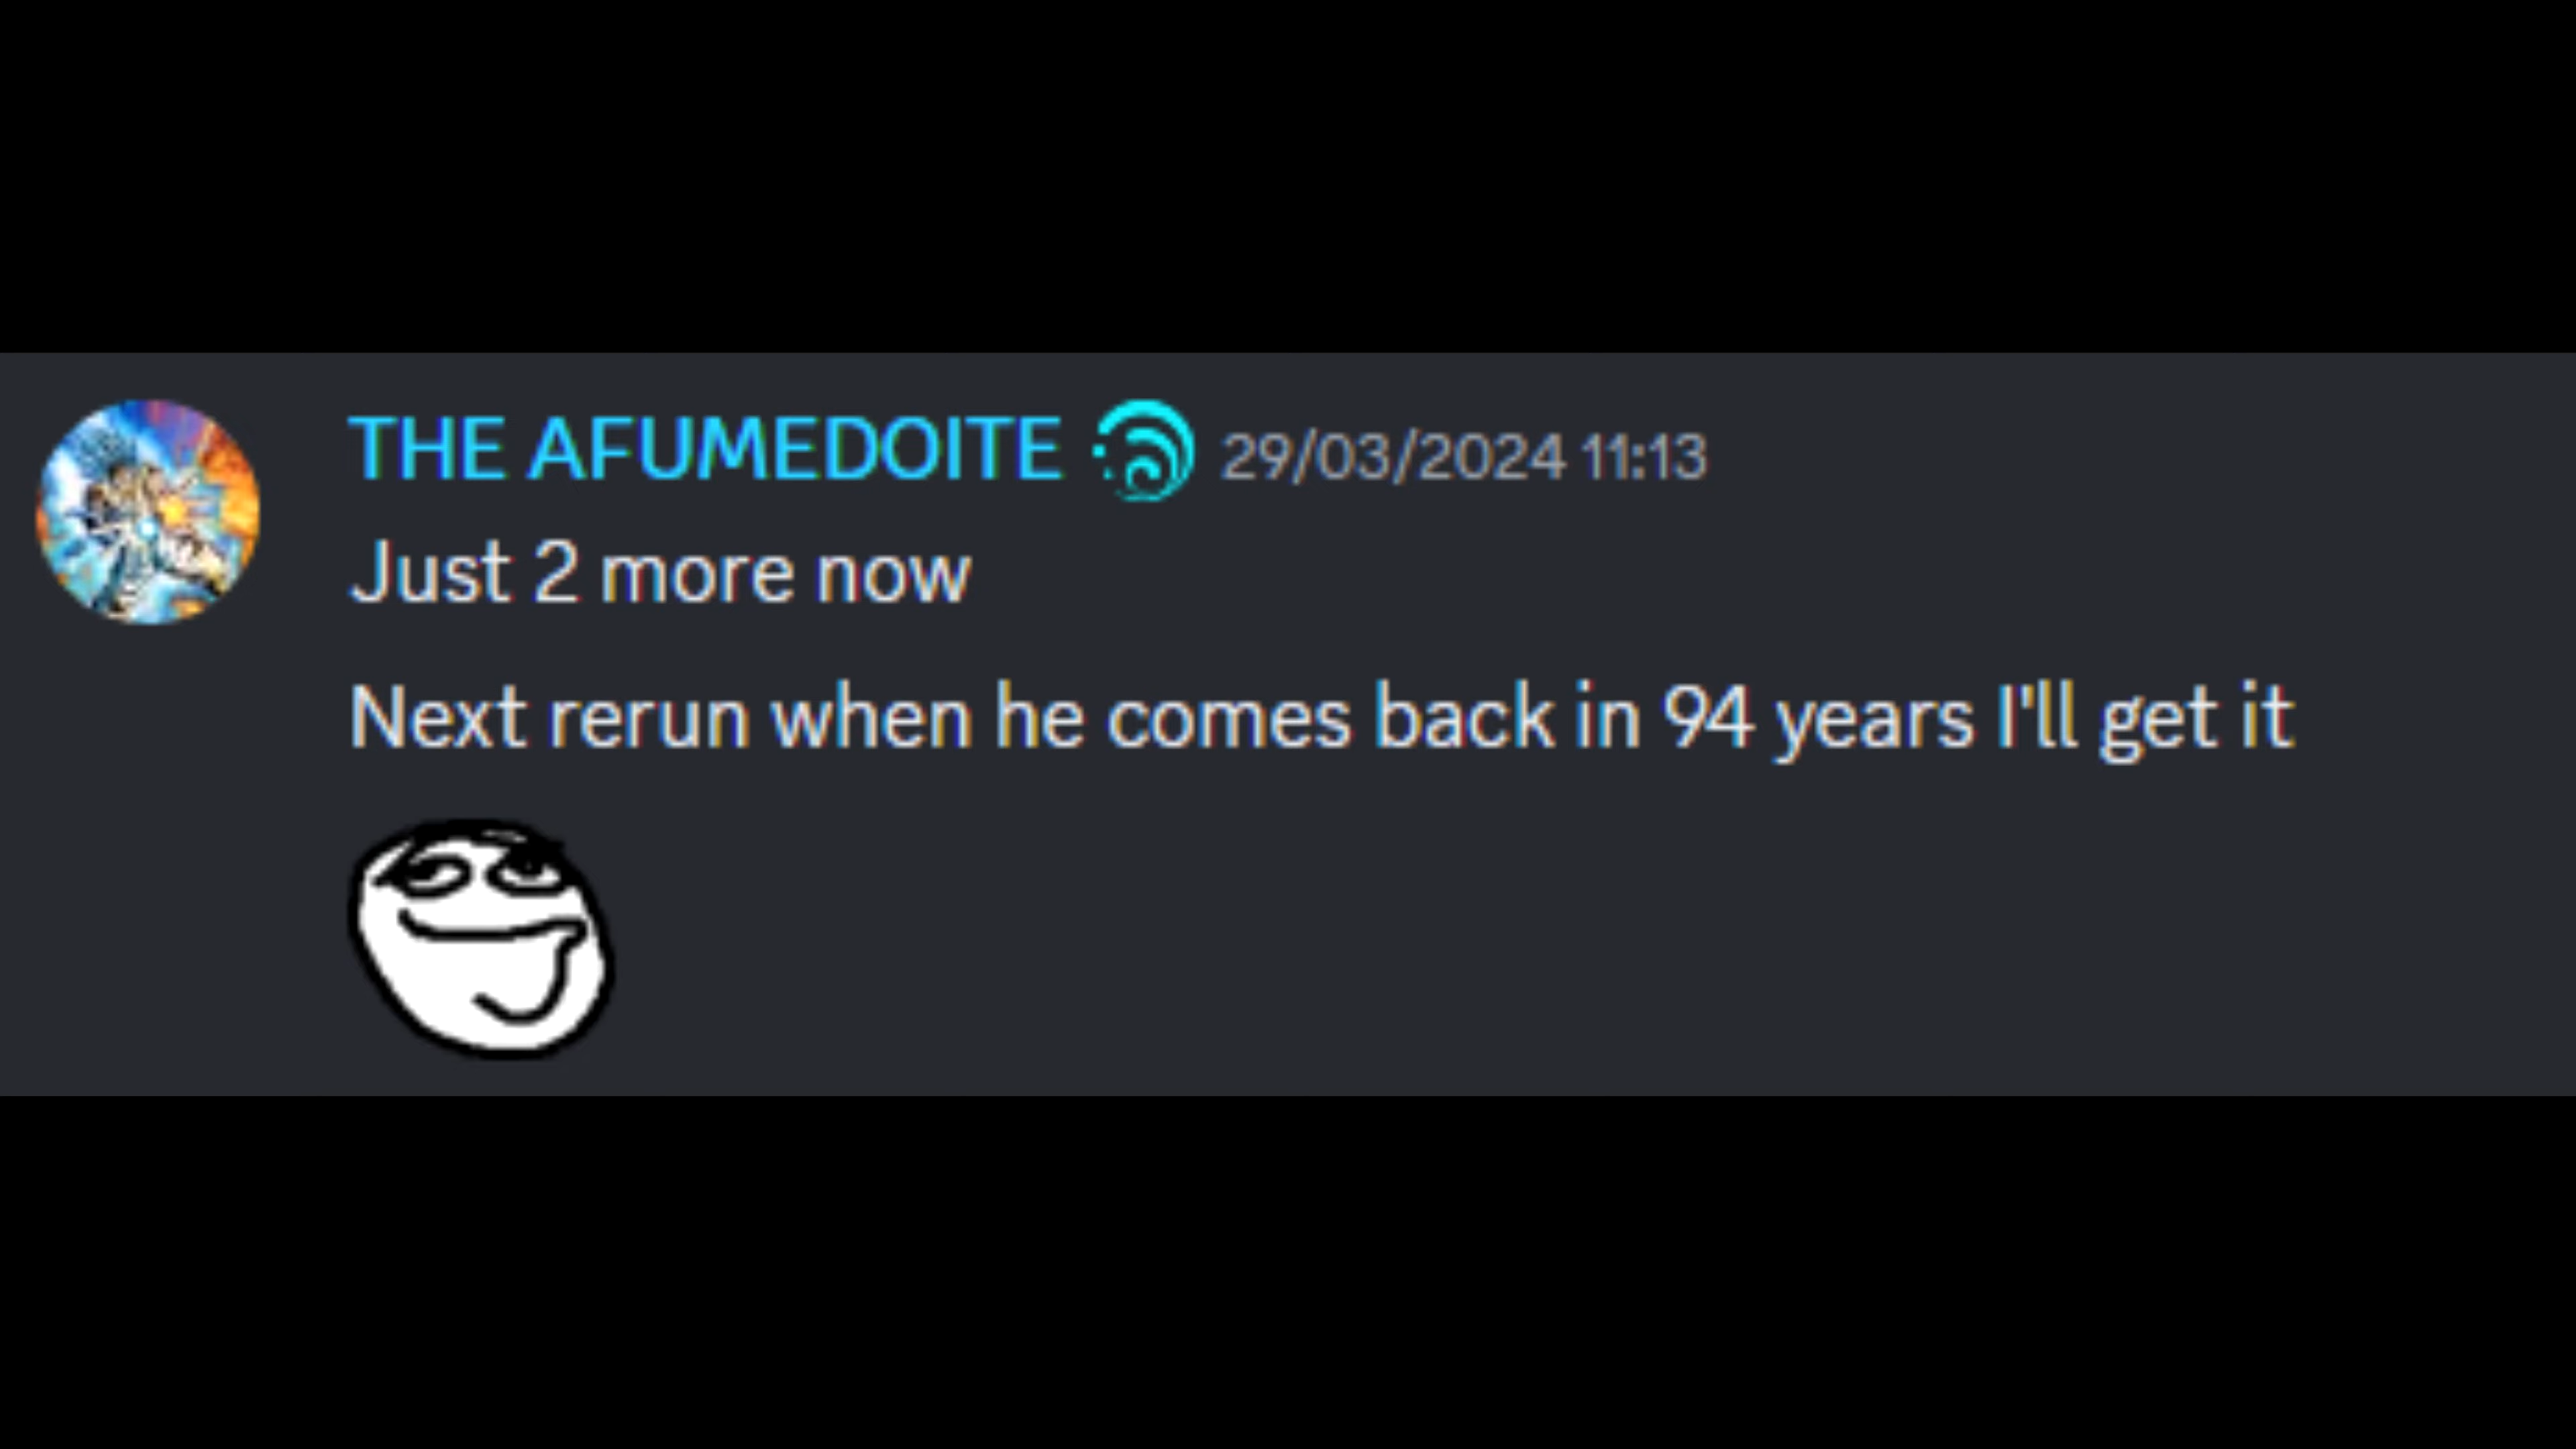 THE AFUMEDOITE 29/03/2024 11:13
Just 2 more now
Next rerun when he comes back in 94 years I'll get it